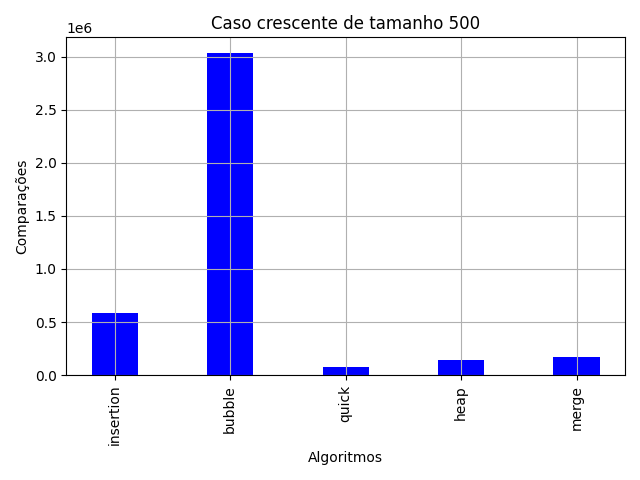 Caso crescente de tamanho 500
1e6
3.0
2.5
2.0
1.5
1.0
0.5
0.0
Comparações
insertion
bubble
quick
heap
merge
Algoritmos